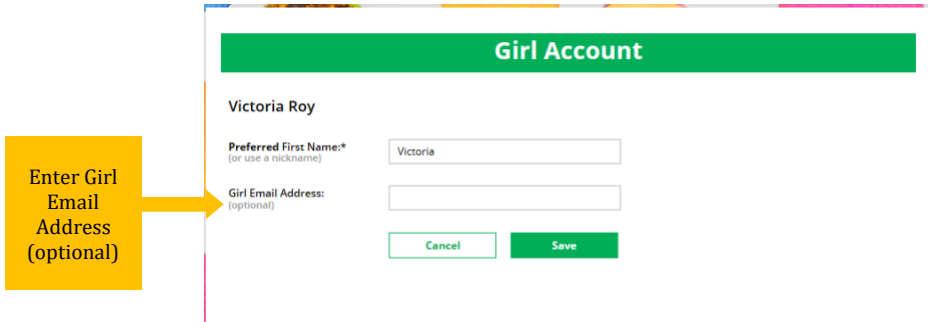 Girl Account
Victoria Roy
Preferred First Name:*
(or use a nickname)
Victoria
Enter Girl
Email
Address
(optional)
Girl Email Address:
(optional)
Cancel
Save